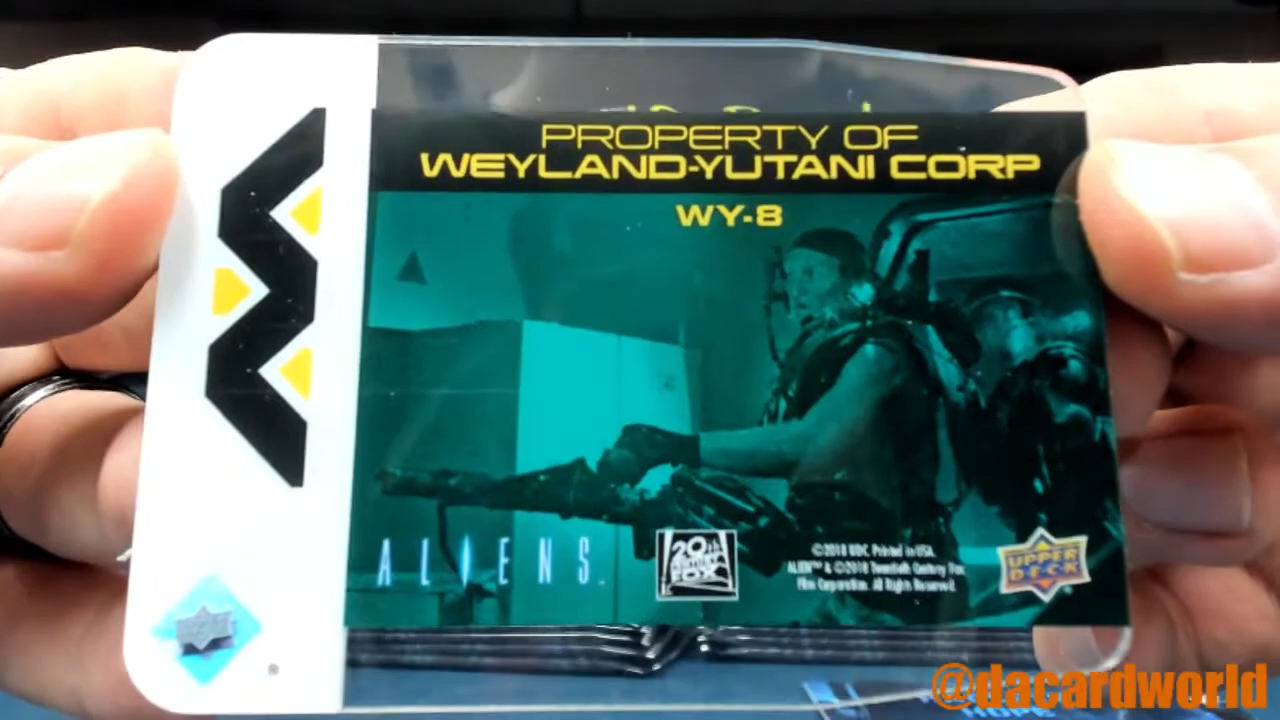 PROPERTY OF
WEYLAND-YUTANI CORP
WY-8
ALIENS
20th
Century
FOX
©2018 UDC. Printed in USA.
ALIEN™ & ©2018 Twentieth Century Fox
Film Corporation. All Rights Reserved.
UPPER
DECK
HOPE
@dacardworld